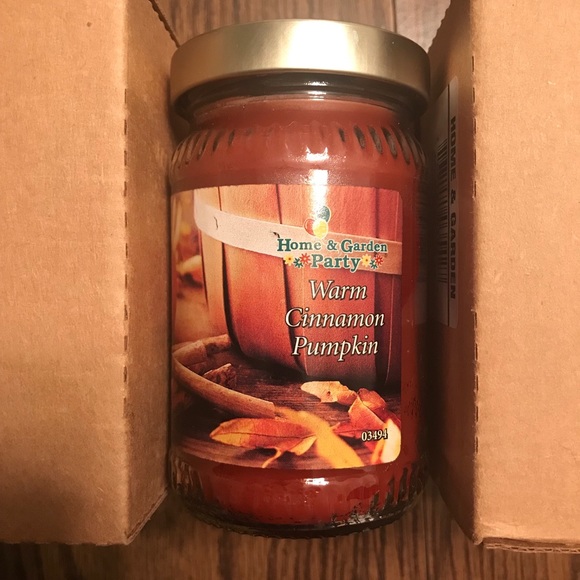 Home & Garden
Party
Warm
Cinnamon
Pumpkin
03494
HOME & GARDEN